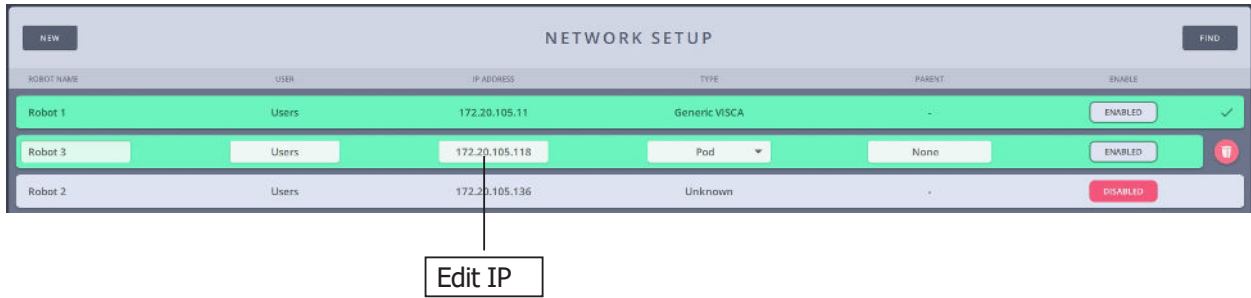 NEW NETWORK SETUP FIND
ROBOT NAME USER IP ADDRESS TYPE PARENT ENABLE
Robot 1 Users 172.20.105.11 Generic VISCA - ENABLED
Robot 3 Users 172.20.105.118 Pod None ENABLED
Robot 2 Users 172.20.105.136 Unknown - DISABLED
Edit IP